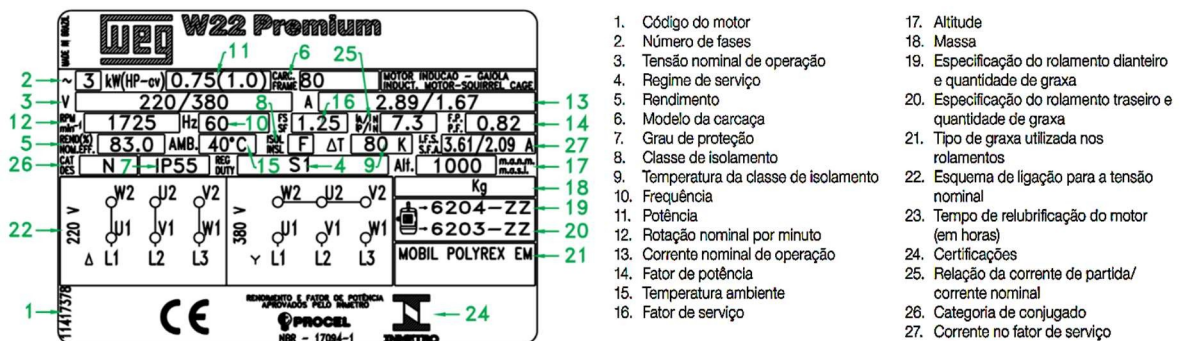 MADE IN BRAZIL
WEG W22 Premium
11 6 25
2 ~ 3 kW(HP-cv) 0.75(1.0) CARC. FRAME 80 MOTOR INDUCAO - GAIOLA
INDUCT. MOTOR-SQUIRREL CAGE
3 V 220/380 8 A 16 2.89/1.67 13
12 RPM min-1 1725 Hz 60 10 FS SF 1.25 Ia/In Ip/In 7.3 F.P. P.F. 0.82 14
5 REND(%) NOM.EFF. 83.0 AMB. 40°C ISOL INSL F ΔT 80 K I.F.S. S.F.A. 3.61/2.09 A 27
26 CAT DES N 7 IP55 REG DUTY 15 S1 4 9 Alt. 1000 m.a.n.m. m.a.s.l. 17
Kg 18
22 220 V W2 U2 V2 380 V W2 U2 V2 6204-ZZ 19
6203-ZZ 20
U1 V1 W1 U1 V1 W1 MOBIL POLYREX EM 21
Δ L1 L2 L3 Y L1 L2 L3
1 11417378 CE RENDIMENTO E FATOR DE POTÊNCIA
APROVADOS PELO INMETRO
PROCEL 24
NBR - 17094-1 INMETRO
1. Código do motor
2. Número de fases
3. Tensão nominal de operação
4. Regime de serviço
5. Rendimento
6. Modelo da carcaça
7. Grau de proteção
8. Classe de isolamento
9. Temperatura da classe de isolamento
10. Frequência
11. Potência
12. Rotação nominal por minuto
13. Corrente nominal de operação
14. Fator de potência
15. Temperatura ambiente
16. Fator de serviço
17. Altitude
18. Massa
19. Especificação do rolamento dianteiro
e quantidade de graxa
20. Especificação do rolamento traseiro e
quantidade de graxa
21. Tipo de graxa utilizada nos
rolamentos
22. Esquema de ligação para a tensão
nominal
23. Tempo de relubrificação do motor
(em horas)
24. Certificações
25. Relação da corrente de partida/
corrente nominal
26. Categoria de conjugado
27. Corrente no fator de serviço